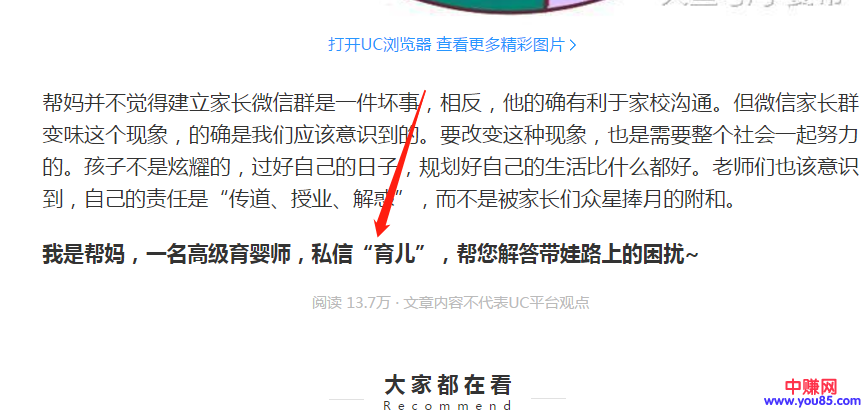 打开UC浏览器 查看更多精彩图片 >
帮妈并不觉得建立家长微信群是一件坏事，相反，他的确有利于家校沟通。但微信家长群
变味这个现象，的确是我们应该意识到的。要改变这种现象，也是需要整个社会一起努力
的。孩子不是炫耀的，过好自己的日子，规划好自己的生活比什么都好。老师们也该意识
到，自己的责任是“传道、授业、解惑”，而不是被家长们众星捧月的附和。
我是帮妈，一名高级育婴师，私信“育儿”，帮您解答带娃路上的困扰~
阅读 13.7万 · 文章内容不代表UC平台观点
大家都在看
Recommend
中赚网
www.you85.com